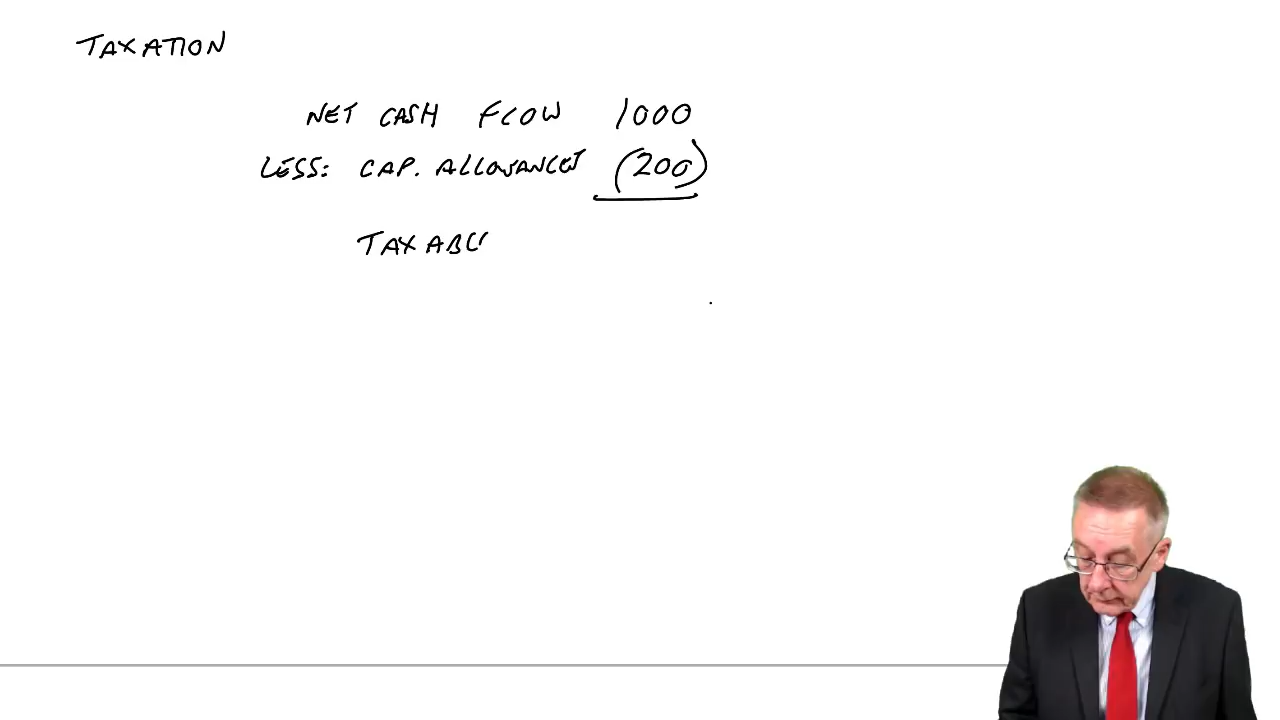 TAXATION
NET CASH FLOW 1000
LESS: CAP. ALLOWANCES (200)
TAXABL